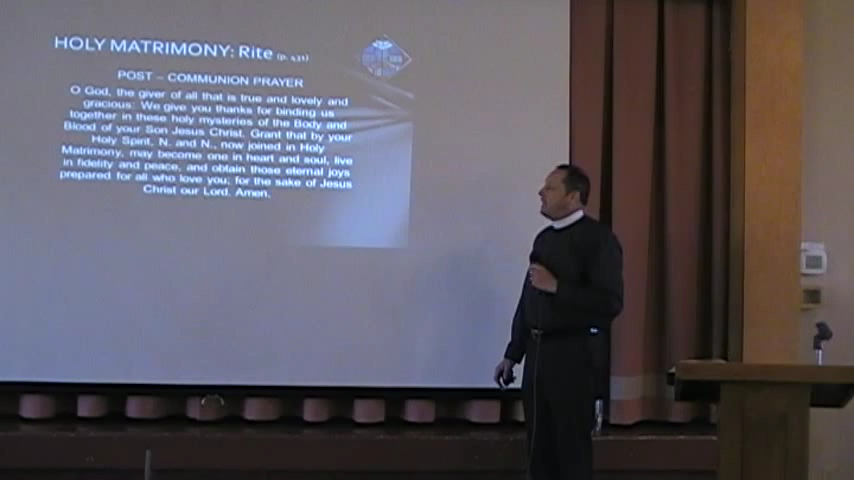 HOLY MATRIMONY: Rite (p. 431)
POST – COMMUNION PRAYER
O God, the giver of all that is true and lovely and
gracious: We give you thanks for binding us
together in these holy mysteries of the Body and
Blood of your Son Jesus Christ. Grant that by your
Holy Spirit, N. and N., now joined in Holy
Matrimony, may become one in heart and soul, live
in fidelity and peace, and obtain those eternal joys
prepared for all who love you; for the sake of Jesus
Christ our Lord. Amen.